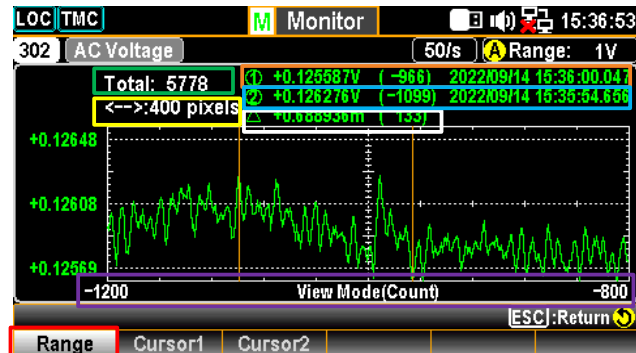 LOC TMC M Monitor 15:36:53
302 AC Voltage 50/s A Range: 1V
Total: 5778 ① +0.125587V (-966) 2022/09/14 15:36:00.047
<-->:400 pixels ② +0.126276V (-1099) 2022/09/14 15:35:54.656
△ +0.688936m (133)
+0.12648
+0.12608
+0.12569
-1200 View Mode(Count) -800
[ESC]:Return
Range Cursor1 Cursor2